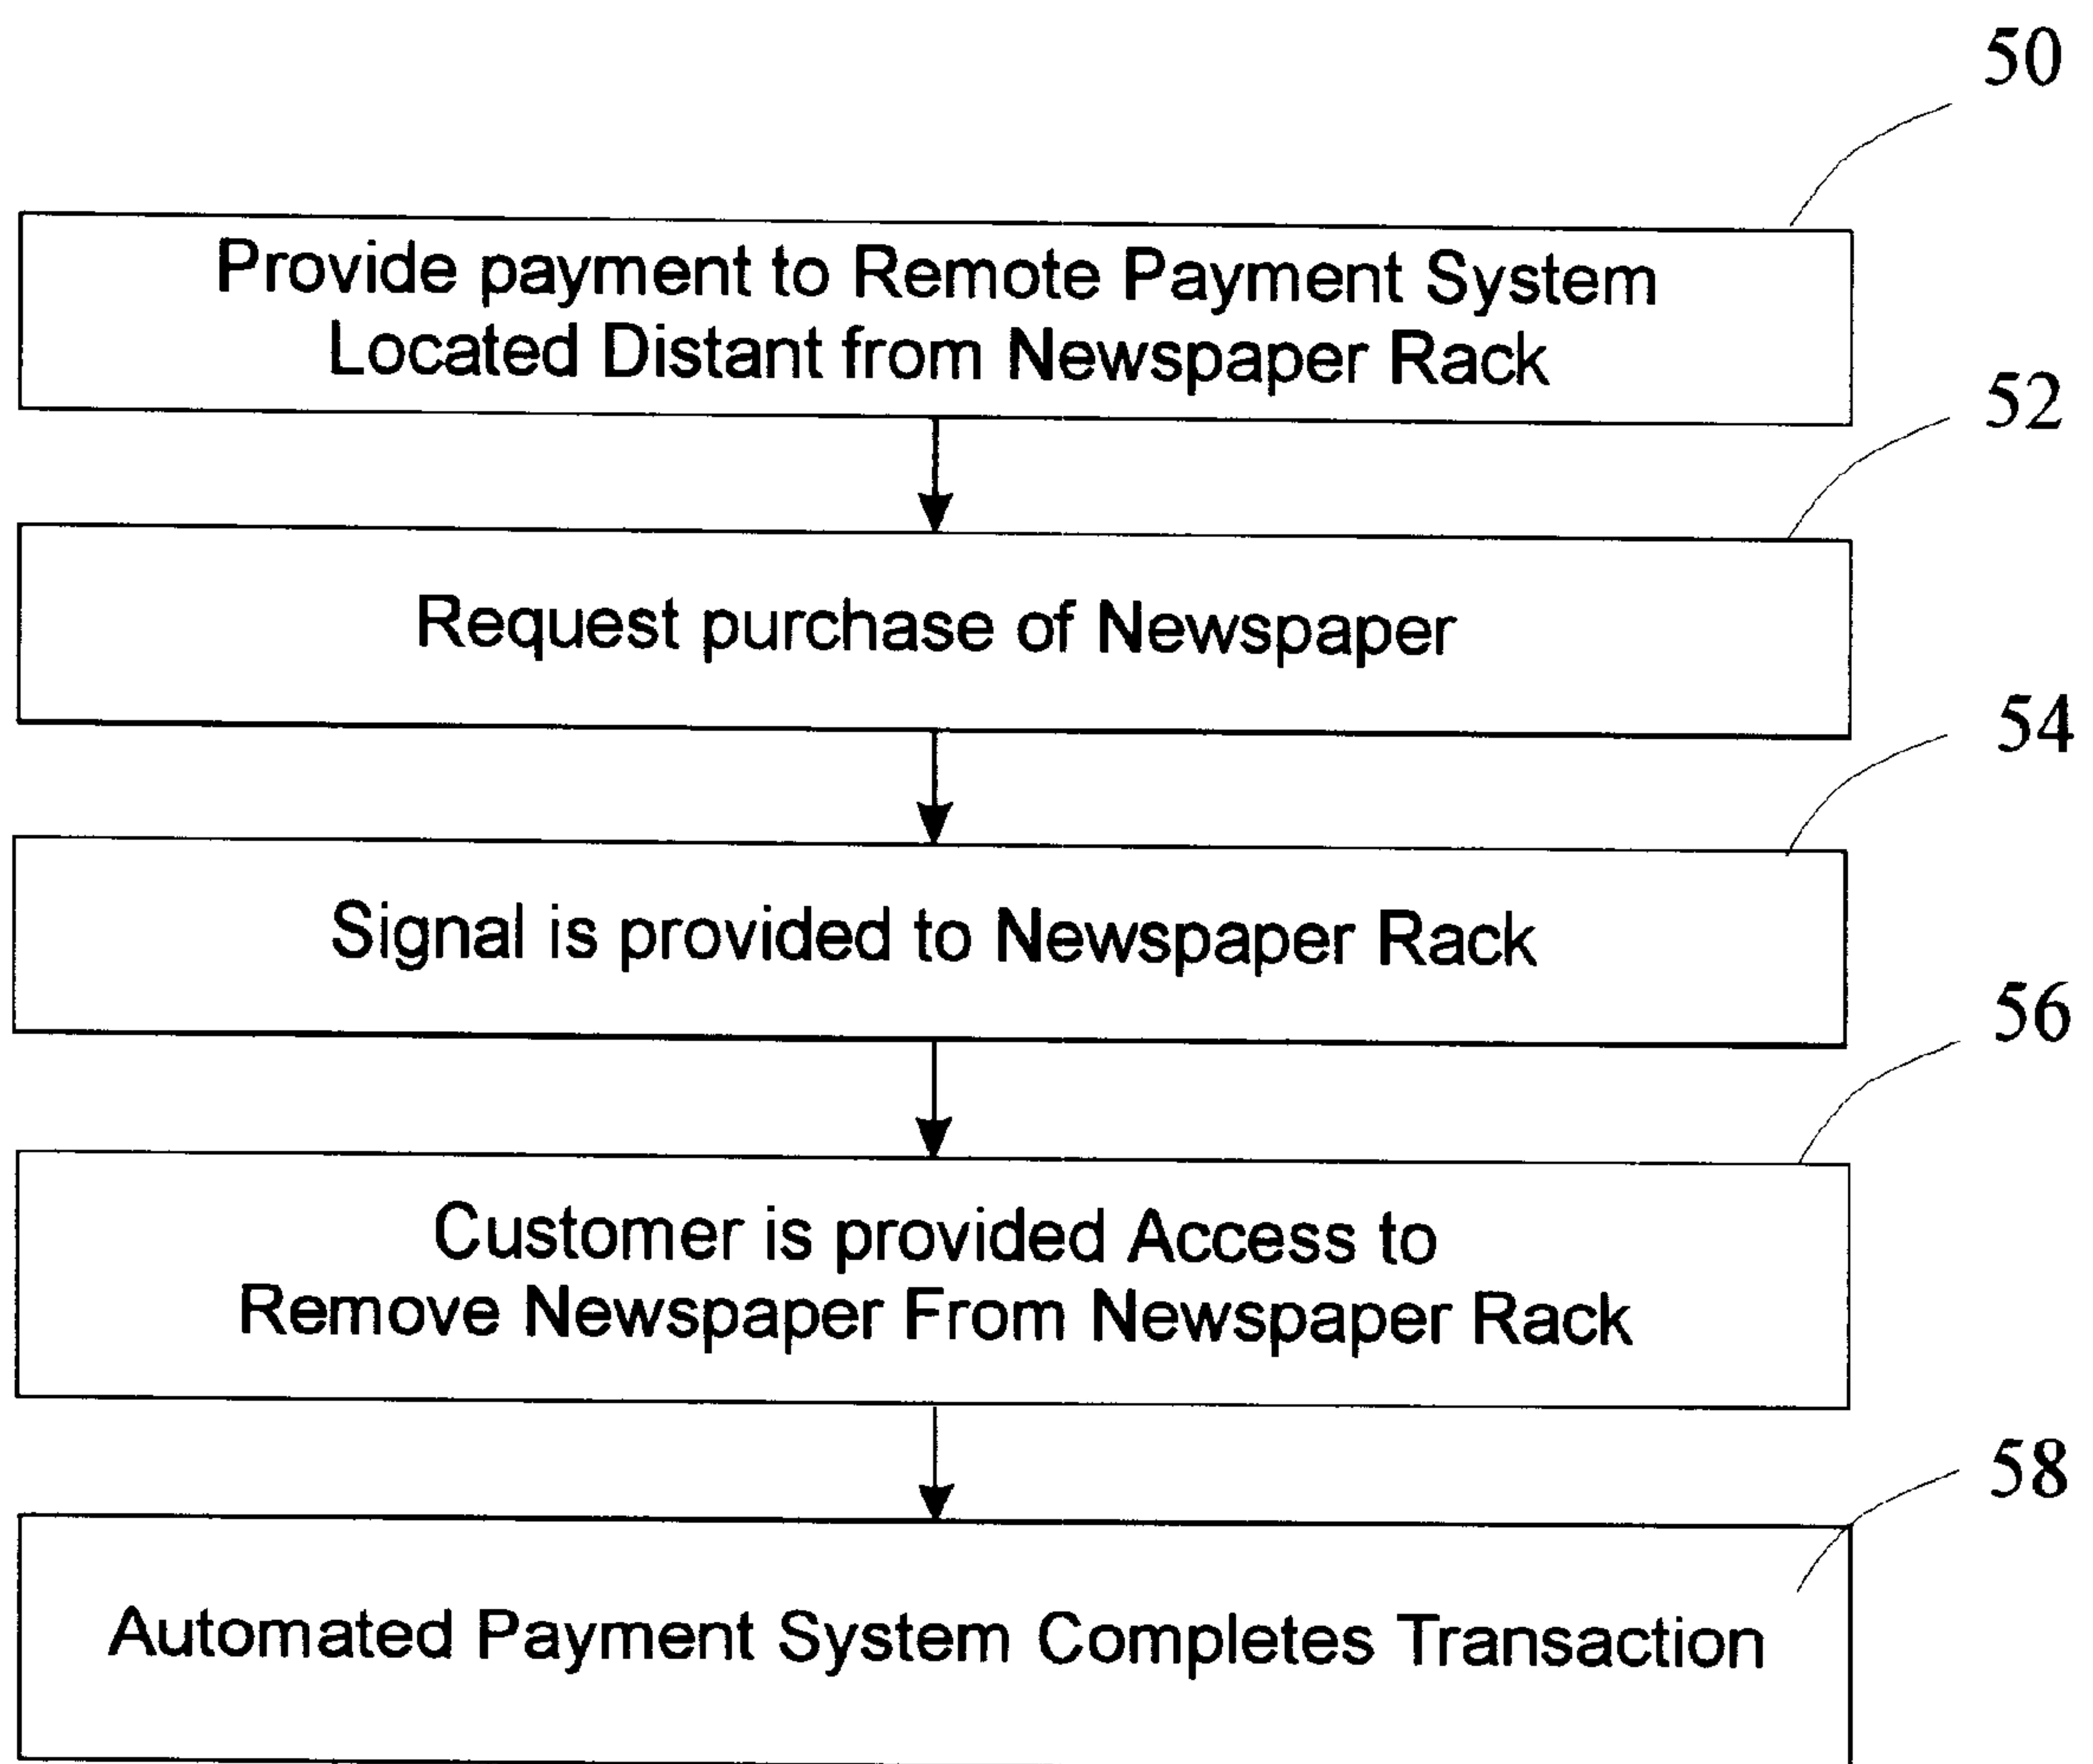 50
Provide payment to Remote Payment System
Located Distant from Newspaper Rack
52
Request purchase of Newspaper
54
Signal is provided to Newspaper Rack
56
Customer is provided Access to
Remove Newspaper From Newspaper Rack
58
Automated Payment System Completes Transaction